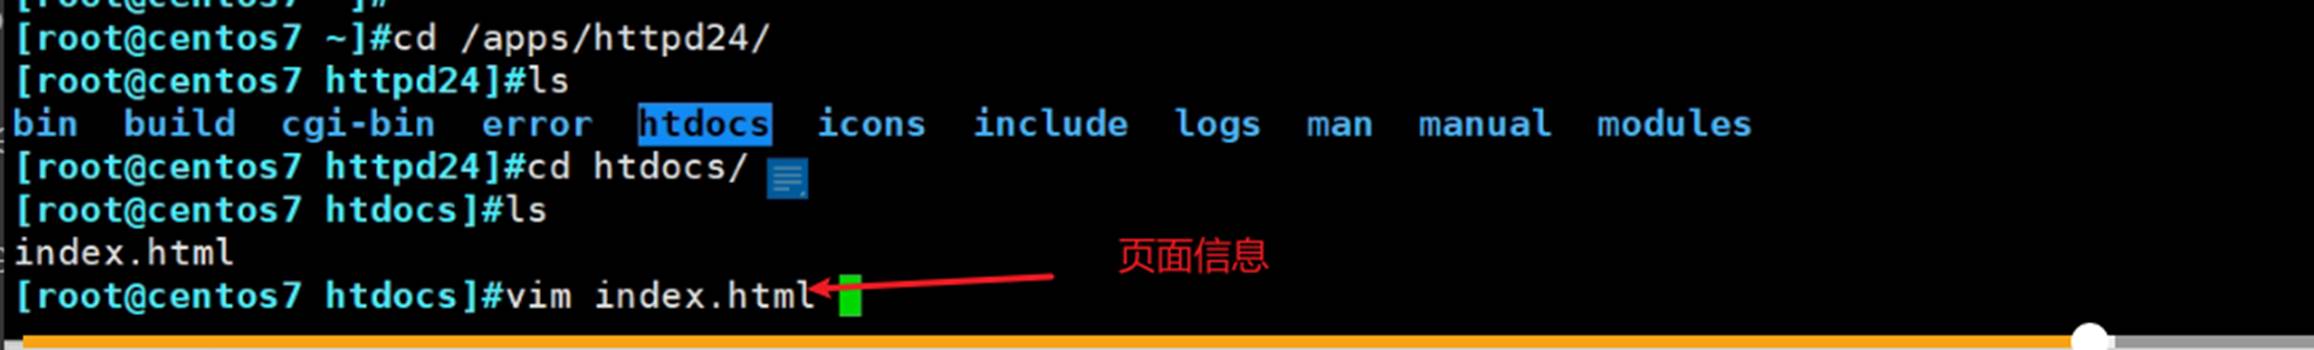 [root@centos7 ~]#
[root@centos7 ~]#cd /apps/httpd24/
[root@centos7 httpd24]#ls
bin build cgi-bin error htdocs icons include logs man manual modules
[root@centos7 httpd24]#cd htdocs/
[root@centos7 htdocs]#ls
index.html
页面信息
[root@centos7 htdocs]#vim index.html